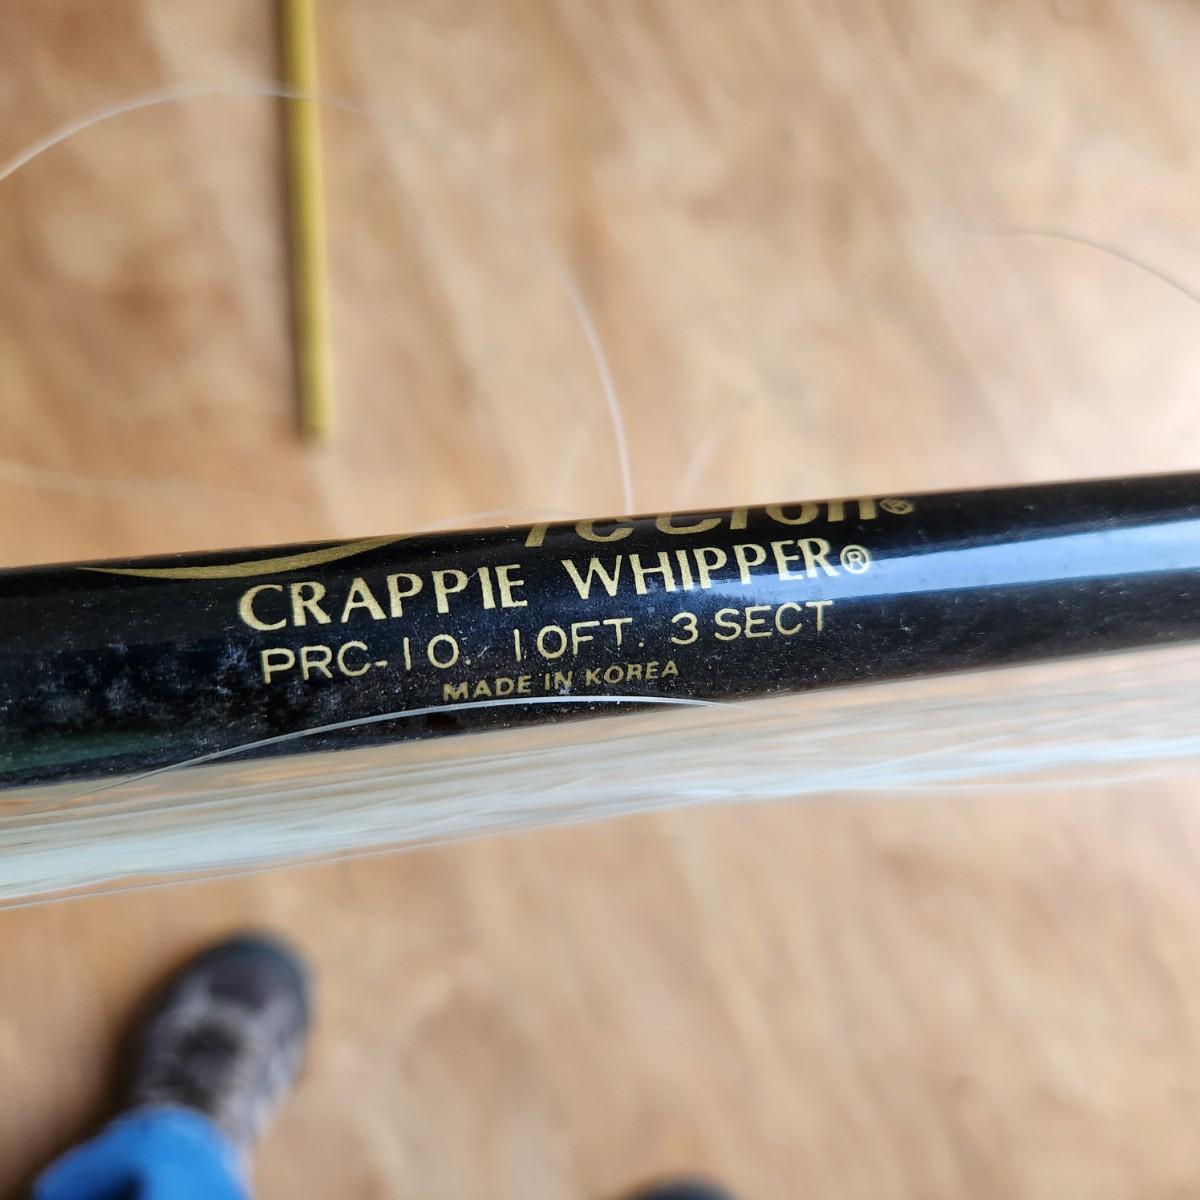 CRAPPIE WHIPPER®
PRC-10. 10FT. 3 SECT
MADE IN KOREA